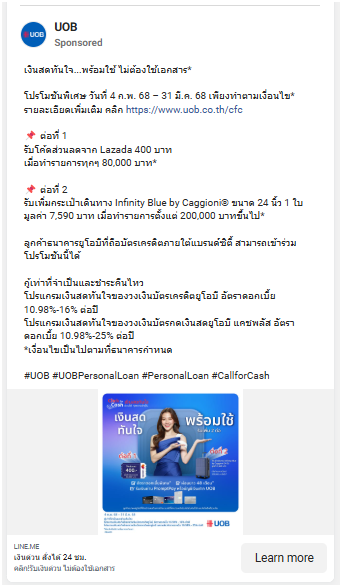 UOB
UOB
Sponsored
เงินสดทันใจ...พร้อมใช้ ไม่ต้องใช้เอกสาร*
โปรโมชันพิเศษ วันที่ 4 ก.พ. 68 – 31 มี.ค. 68 เพียงทำตามเงื่อนไข*
รายละเอียดเพิ่มเติม คลิก https://www.uob.co.th/cfc
📌 ต่อที่ 1
รับโค้ดส่วนลดจาก Lazada 400 บาท
เมื่อทำรายการทุกๆ 80,000 บาท*
📌 ต่อที่ 2
รับเพิ่มกระเป๋าเดินทาง Infinity Blue by Caggioni® ขนาด 24 นิ้ว 1 ใบ
มูลค่า 7,590 บาท เมื่อทำรายการตั้งแต่ 200,000 บาทขึ้นไป*
ลูกค้าธนาคารยูโอบีที่ถือบัตรเครดิตภายใต้แบรนด์ซิตี้ สามารถเข้าร่วม
โปรโมชันนี้ได้
กู้เท่าที่จำเป็นและชำระคืนไหว
โปรแกรมเงินสดทันใจของวงเงินบัตรเครดิตยูโอบี อัตราดอกเบี้ย
10.98%-16% ต่อปี
โปรแกรมเงินสดทันใจของวงเงินบัตรกดเงินสดยูโอบี แคชพลัส อัตรา
ดอกเบี้ย 10.98%-25% ต่อปี
*เงื่อนไขเป็นไปตามที่ธนาคารกำหนด
#UOB #UOBPersonalLoan #PersonalLoan #CallforCash
Cash
เงินสด
ทันใจ
พร้อมใช้
400.-
UOB
LINE.ME
เงินด่วน สั่งได้ 24 ชม.
คลิก!รับเงินด่วน ไม่ต้องใช้เอกสาร
Learn more